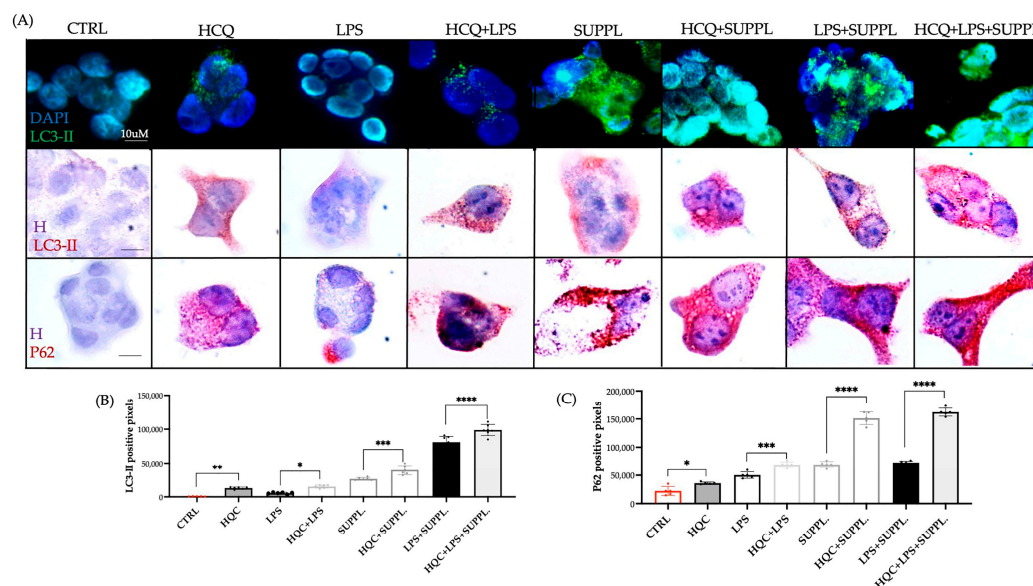 (A)
CTRL HCQ LPS HCQ+LPS SUPPL HCQ+SUPPL LPS+SUPPL HCQ+LPS+SUPPL
DAPI
LC3-II
10uM
H
LC3-II
H
P62
(B)
LC3-II positive pixels
150,000
100,000
50,000
0
** * *** ****
CTRL HQC LPS HQC+LPS SUPPL HQC+SUPPL LPS+SUPPL HQC+LPS+SUPPL
(C)
P62 positive pixels
200,000
150,000
100,000
50,000
0
* *** **** ****
CTRL HQC LPS HQC+LPS SUPPL. HQC+SUPPL LPS+SUPPL HQC+LPS+SUPPL